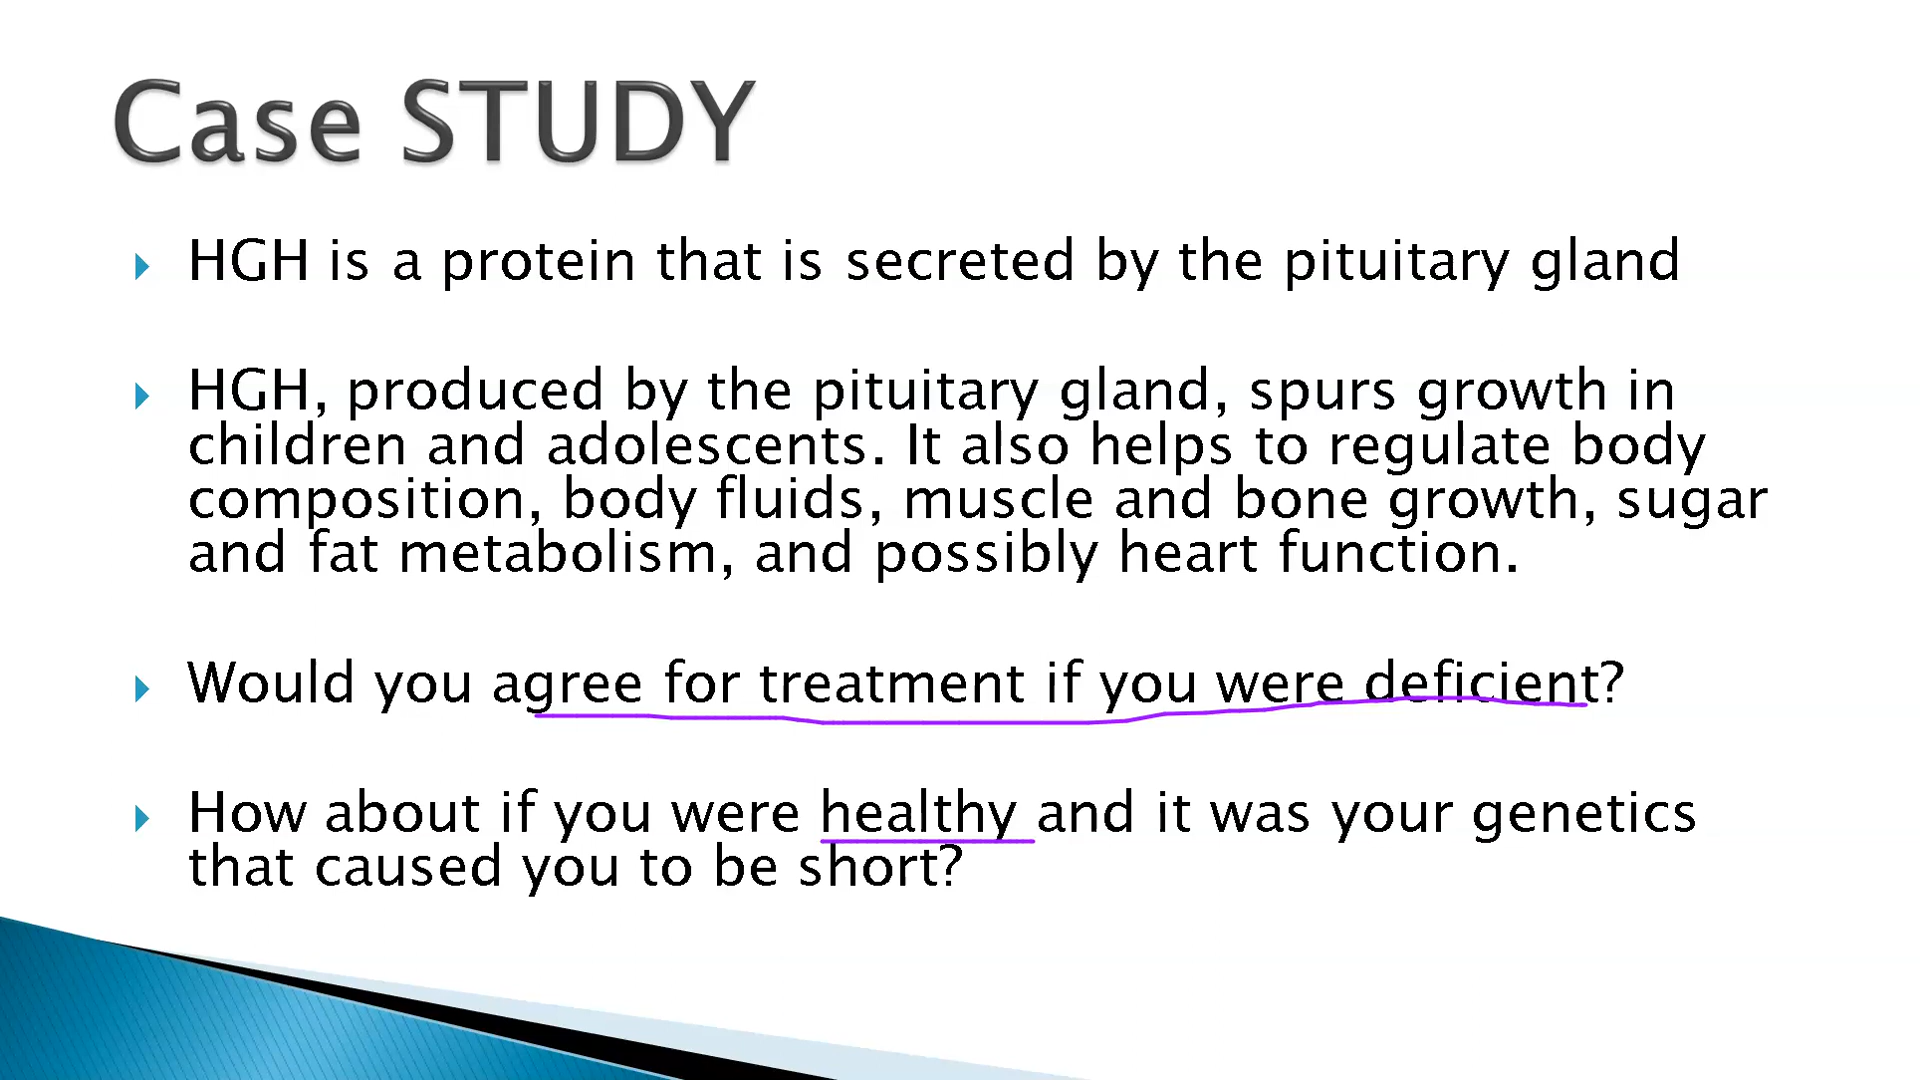 Case STUDY
HGH is a protein that is secreted by the pituitary gland
HGH, produced by the pituitary gland, spurs growth in
children and adolescents. It also helps to regulate body
composition, body fluids, muscle and bone growth, sugar
and fat metabolism, and possibly heart function.
Would you agree for treatment if you were deficient?
How about if you were healthy and it was your genetics
that caused you to be short?